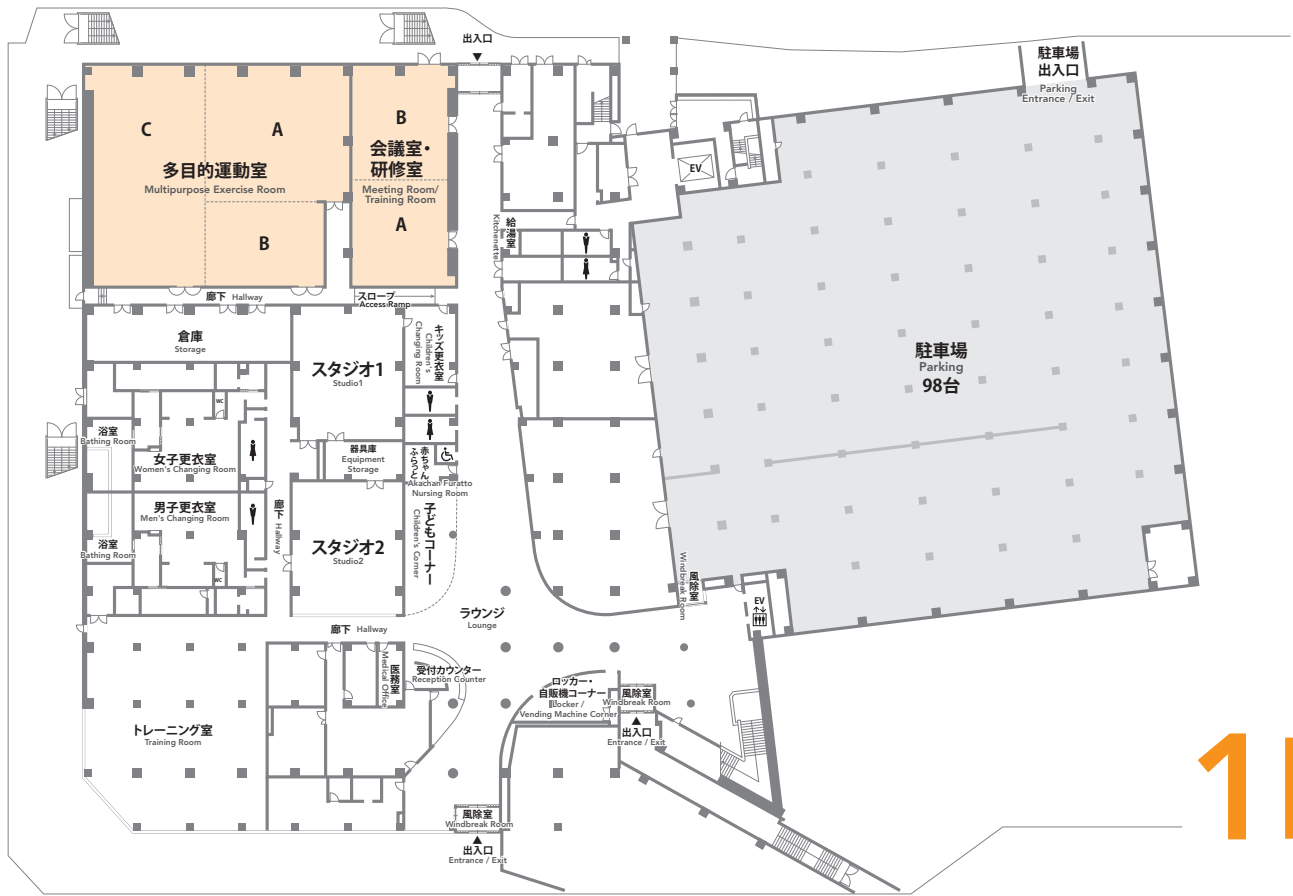 出入口
駐車場
出入口
Parking
Entrance / Exit
C
A
B
多目的運動室
Multipurpose Exercise Room
B
会議室・
研修室
Meeting Room/
Training Room
A
EV
給湯室
Kitchenette
廊下 Hallway
スロープ
Access Ramp
倉庫
Storage
スタジオ1
Studio1
キッズ更衣室
Children's
Changing Room
駐車場
Parking
98台
WC
浴室
Bathing Room
女子更衣室
Women's Changing Room
器具庫
Equipment
Storage
赤ちゃん
ふらっと
Akachan Furatto
Nursing Room
男子更衣室
Men's Changing Room
廊下 Hallway
浴室
Bathing Room
WC
スタジオ2
Studio2
子どもコーナー
Children's Corner
風除室
Windbreak Room
EV
ラウンジ
Lounge
廊下 Hallway
医務室
Medical Office
受付カウンター
Reception Counter
ロッカー・
自販機コーナー
Locker /
Vending Machine Corner
風除室
Windbreak Room
出入口
Entrance / Exit
トレーニング室
Training Room
風除室
Windbreak Room
出入口
Entrance / Exit
1